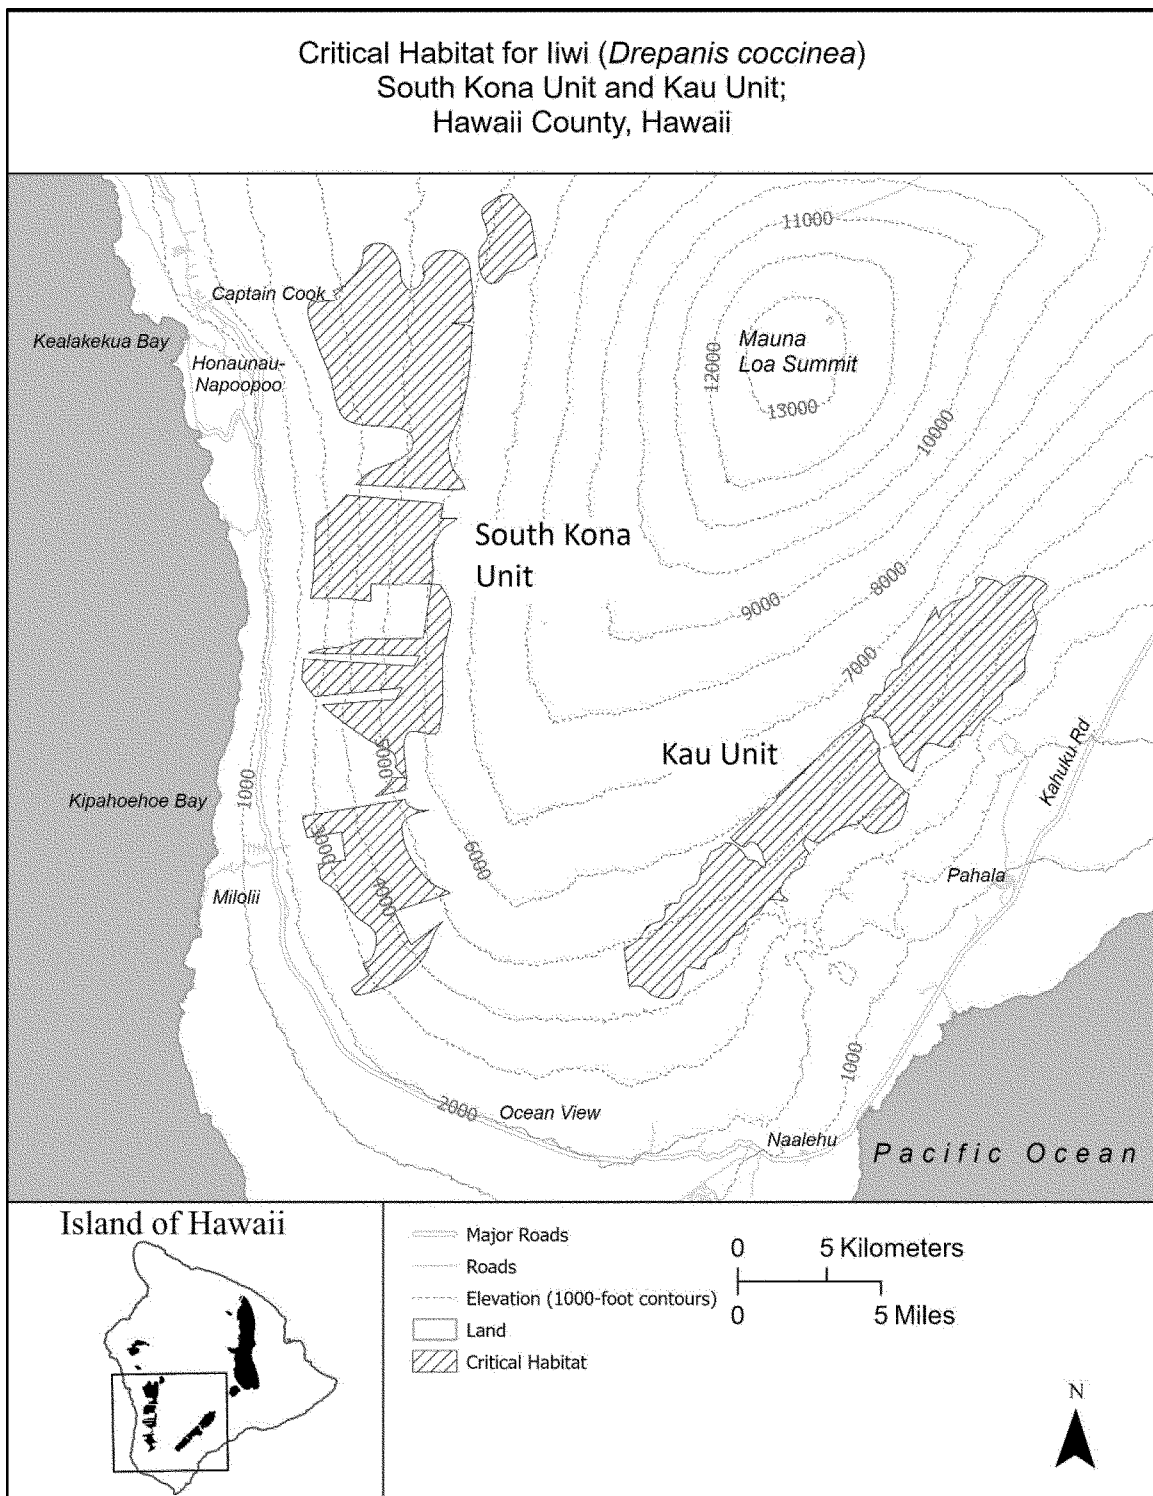 Critical Habitat for Iiwi (Drepanis coccinea)
South Kona Unit and Kau Unit;
Hawaii County, Hawaii
11000
Captain Cook
Kealakekua Bay
Honaunau-
Napoopoo
Mauna
Loa Summit
12000
13000
10000
South Kona
Unit
8000
9000
7000
Kau Unit
5000
Kahuku Rd
1000
Kipahoehoe Bay
3000
6000
4000
Milolii
Pahala
1000
2000
Ocean View
Naalehu
Pacific Ocean
Island of Hawaii
Major Roads
Roads
Elevation (1000-foot contours)
Land
Critical Habitat
0 5 Kilometers
0 5 Miles
N